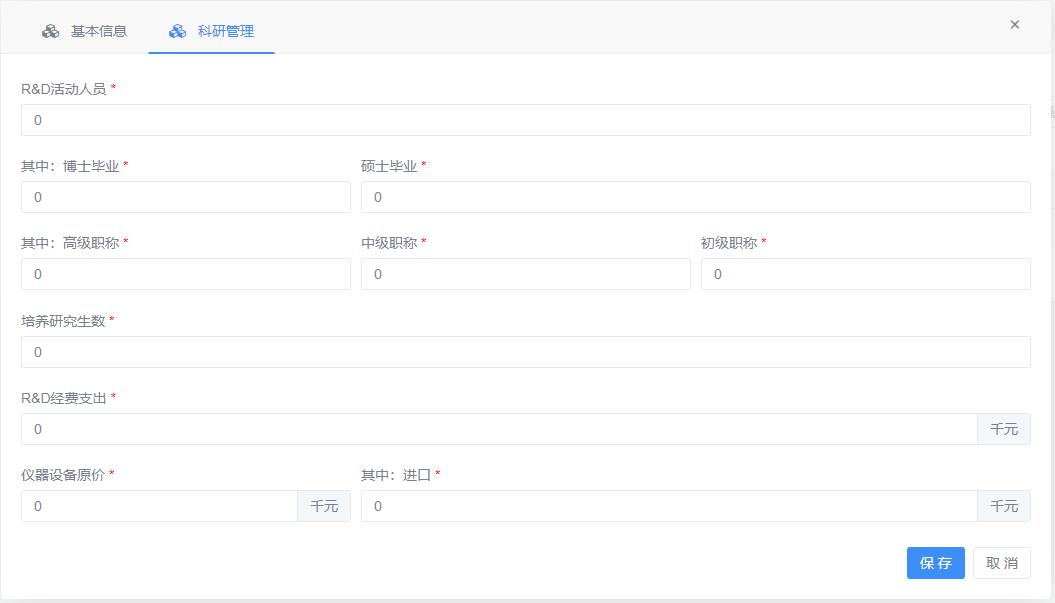 基本信息 科研管理 ×
R&D活动人员 *
0
其中：博士毕业 * 硕士毕业 *
0 0
其中：高级职称 * 中级职称 * 初级职称 *
0 0 0
培养研究生数 *
0
R&D经费支出 *
0 千元
仪器设备原价 * 其中：进口 *
0 千元 0 千元
保存 取消